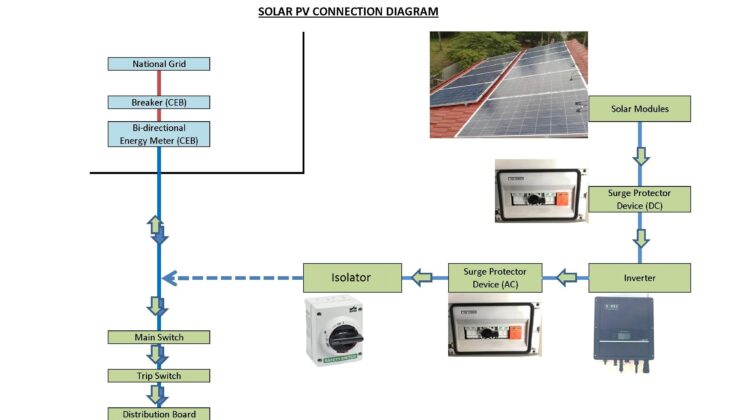 SOLAR PV CONNECTION DIAGRAM
National Grid
Breaker (CEB)
Bi-directional
Energy Meter (CEB)
Solar Modules
Surge Protector
Device (DC)
Isolator
Surge Protector
Device (AC)
Inverter
Main Switch
Trip Switch
Distribution Board